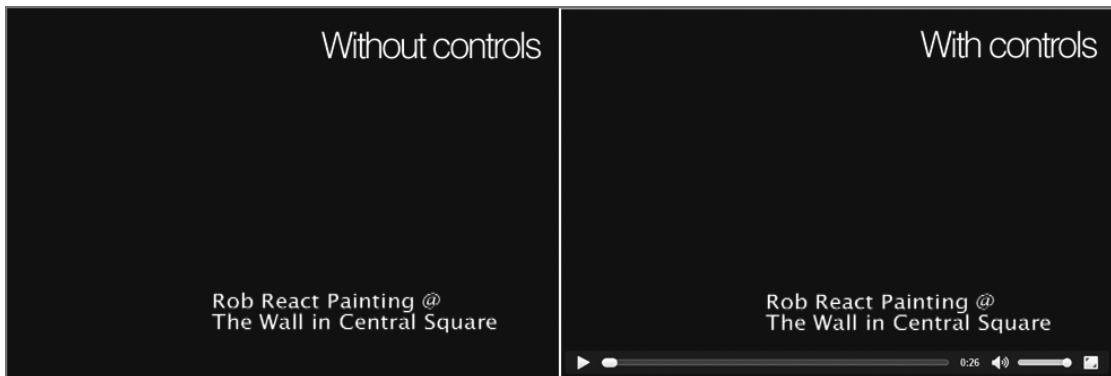 Without controls
Rob React Painting @
The Wall in Central Square
With controls
Rob React Painting @
The Wall in Central Square
0:26